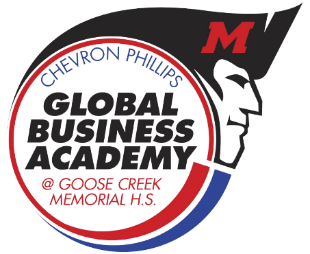 M
CHEVRON PHILLIPS
GLOBAL
BUSINESS
ACADEMY
@ GOOSE CREEK
MEMORIAL H.S.